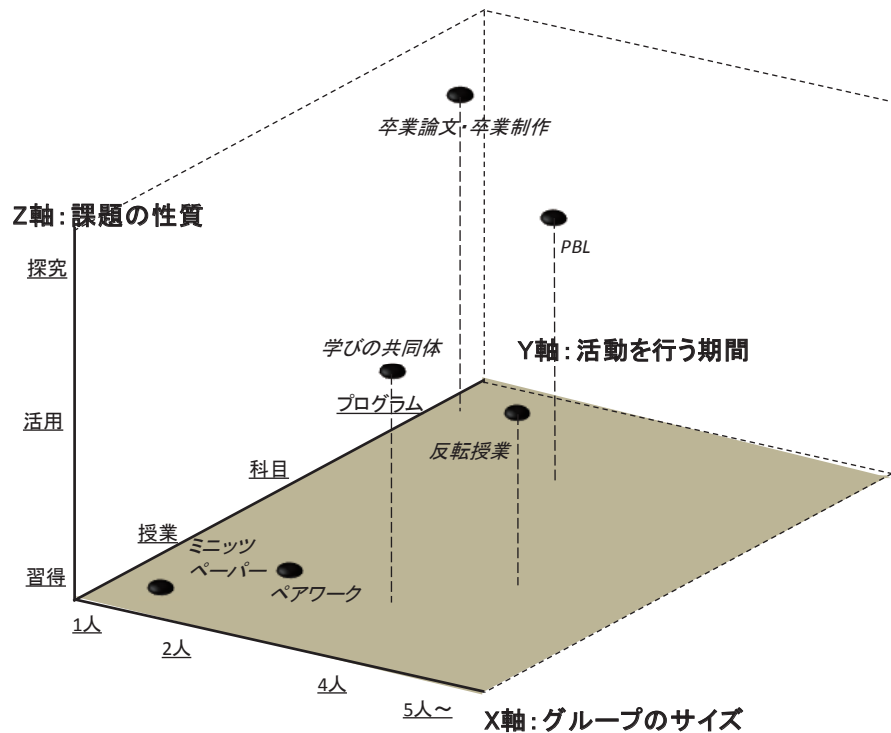 卒業論文・卒業制作
Z軸：課題の性質
探究
PBL
学びの共同体
Y軸：活動を行う期間
プログラム
活用
反転授業
科目
授業
ミニッツ
ペーパー
習得
ペアワーク
1人
2人
4人
5人～
X軸：グループのサイズ